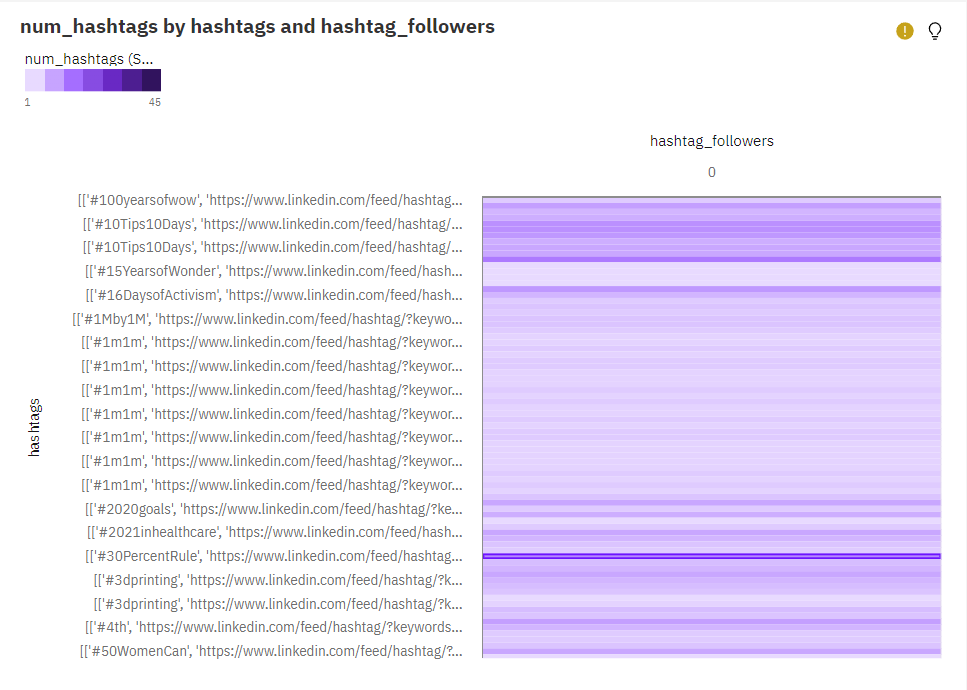 num_hashtags by hashtags and hashtag_followers
num_hashtags (S...
1 45
hashtag_followers
0
hashtags
[['#100yearsofwow', 'https://www.linkedin.com/feed/hashtag...
[['#10Tips10Days', 'https://www.linkedin.com/feed/hashtag/...
[['#10Tips10Days', 'https://www.linkedin.com/feed/hashtag/...
[['#15YearsofWonder', 'https://www.linkedin.com/feed/hash...
[['#16DaysofActivism', 'https://www.linkedin.com/feed/hash...
[['#1Mby1M', 'https://www.linkedin.com/feed/hashtag/?keywo...
[['#1m1m', 'https://www.linkedin.com/feed/hashtag/?keywor...
[['#1m1m', 'https://www.linkedin.com/feed/hashtag/?keywor...
[['#1m1m', 'https://www.linkedin.com/feed/hashtag/?keywor...
[['#1m1m', 'https://www.linkedin.com/feed/hashtag/?keywor...
[['#1m1m', 'https://www.linkedin.com/feed/hashtag/?keywor...
[['#1m1m', 'https://www.linkedin.com/feed/hashtag/?keywor...
[['#1m1m', 'https://www.linkedin.com/feed/hashtag/?keywor...
[['#2020goals', 'https://www.linkedin.com/feed/hashtag/?ke...
[['#2021inhealthcare', 'https://www.linkedin.com/feed/hash...
[['#30PercentRule', 'https://www.linkedin.com/feed/hashtag...
[['#3dprinting', 'https://www.linkedin.com/feed/hashtag/?k...
[['#3dprinting', 'https://www.linkedin.com/feed/hashtag/?k...
[['#4th', 'https://www.linkedin.com/feed/hashtag/?keywords...
[['#50WomenCan', 'https://www.linkedin.com/feed/hashtag/?...